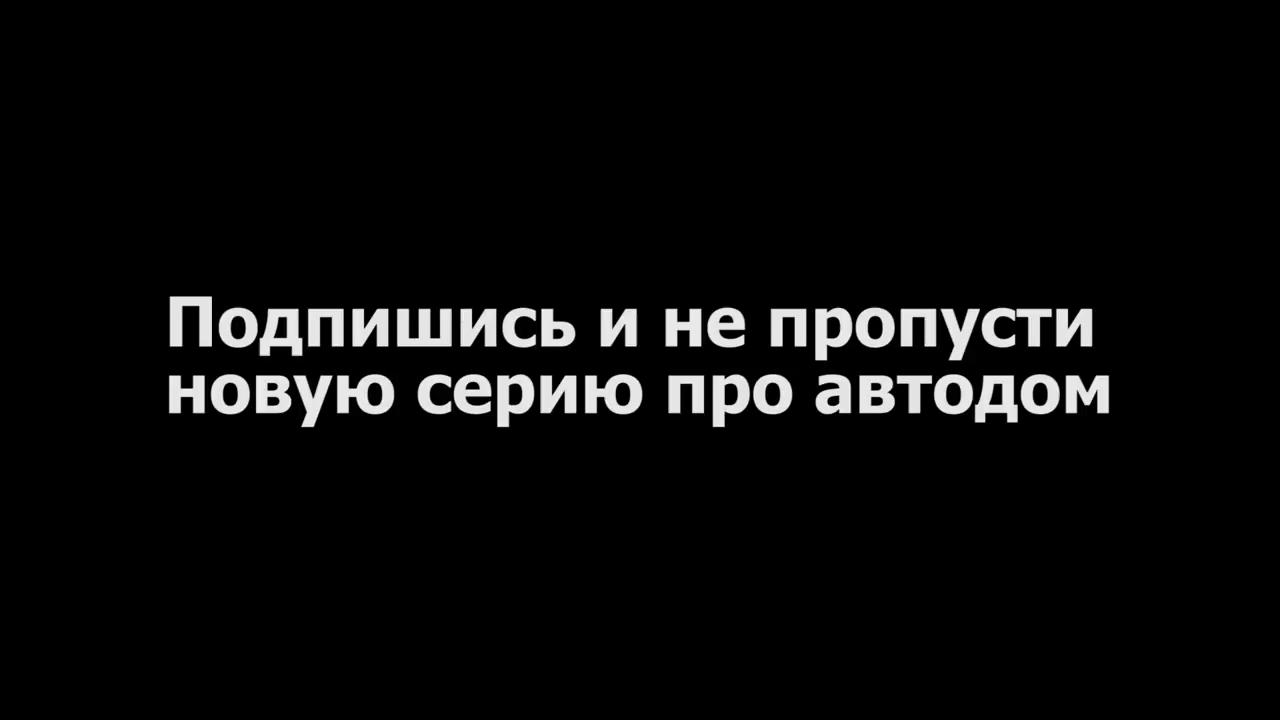 Подпишись и не пропусти
новую серию про автодом